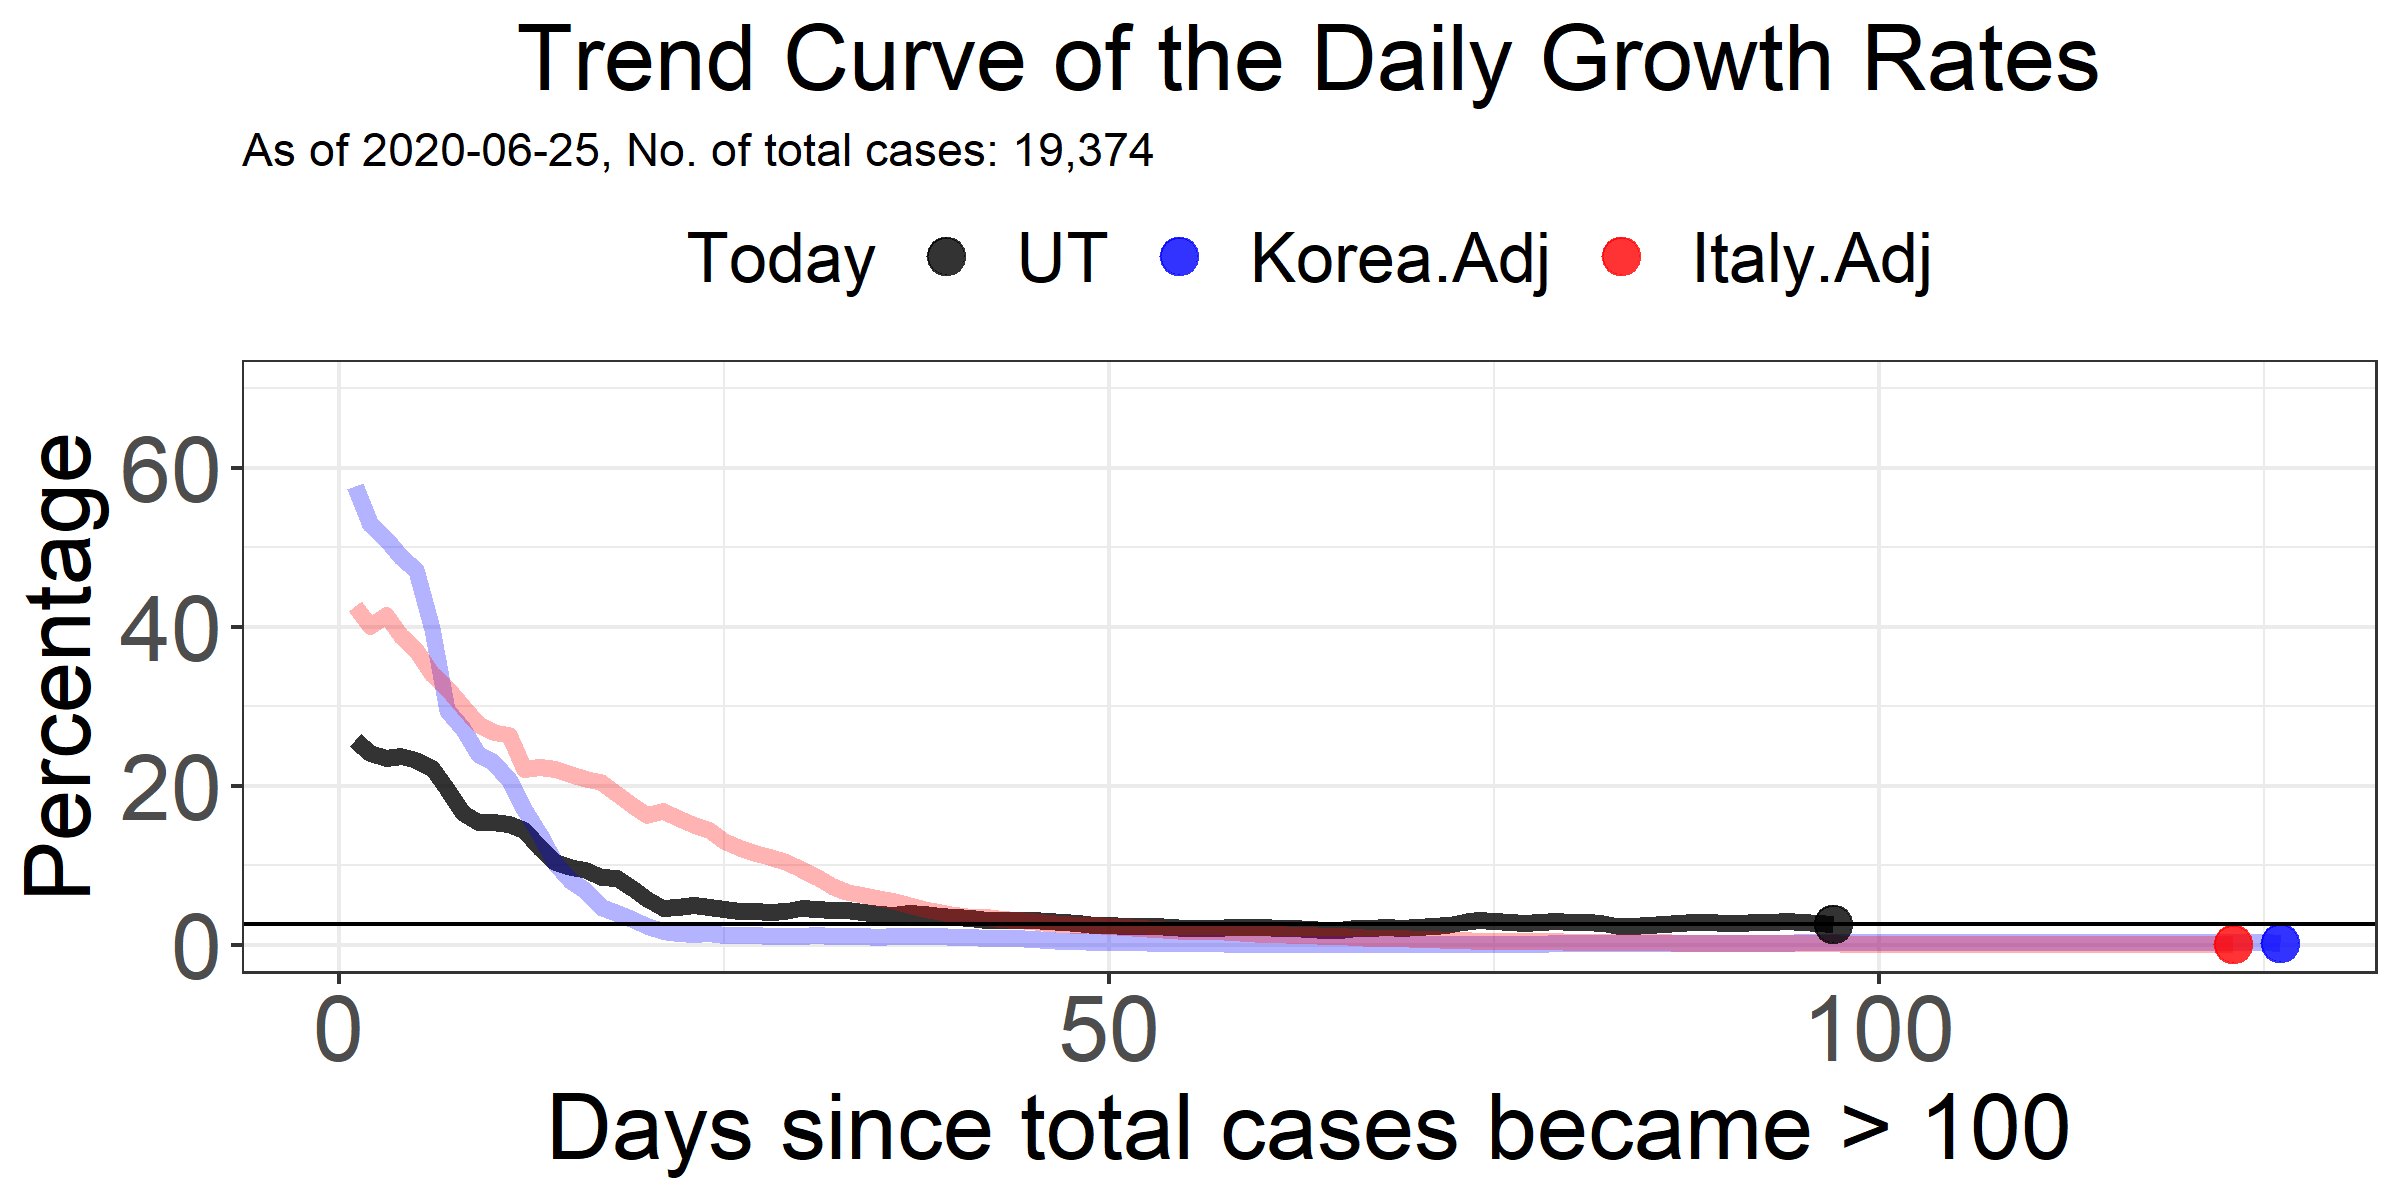 Trend Curve of the Daily Growth Rates
As of 2020-06-25, No. of total cases: 19,374
Today UT Korea.Adj Italy.Adj
Percentage
60
40
20
0
0 50 100
Days since total cases became > 100